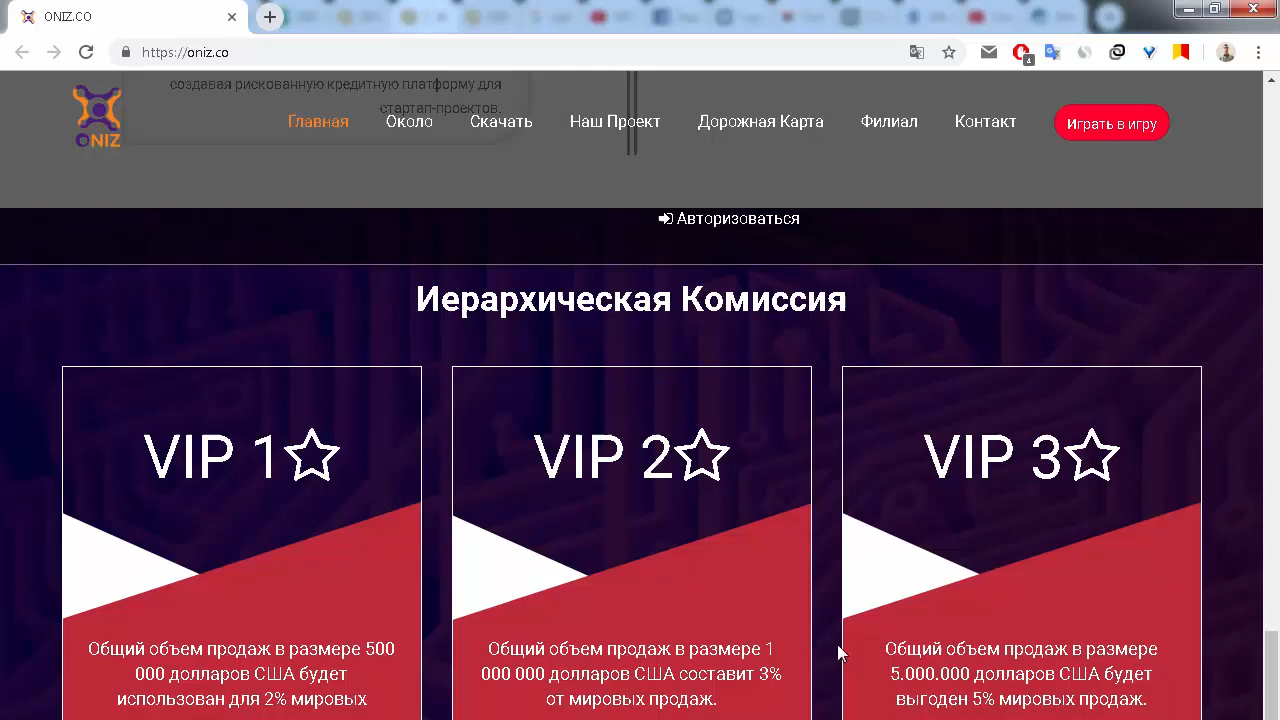 ONIZ.CO
https://oniz.co
4
создавая рискованную кредитную платформу для
стартап-проектов.
ONIZ
Главная
Около
Скачать
Наш Проект
Дорожная Карта
Филиал
Контакт
Играть в игру
Авторизоваться
Иерархическая Комиссия
VIP 1
VIP 2
VIP 3
Общий объем продаж в размере 500
000 долларов США будет
использован для 2% мировых
Общий объем продаж в размере 1
000 000 долларов США составит 3%
от мировых продаж.
Общий объем продаж в размере
5.000.000 долларов США будет
выгоден 5% мировых продаж.